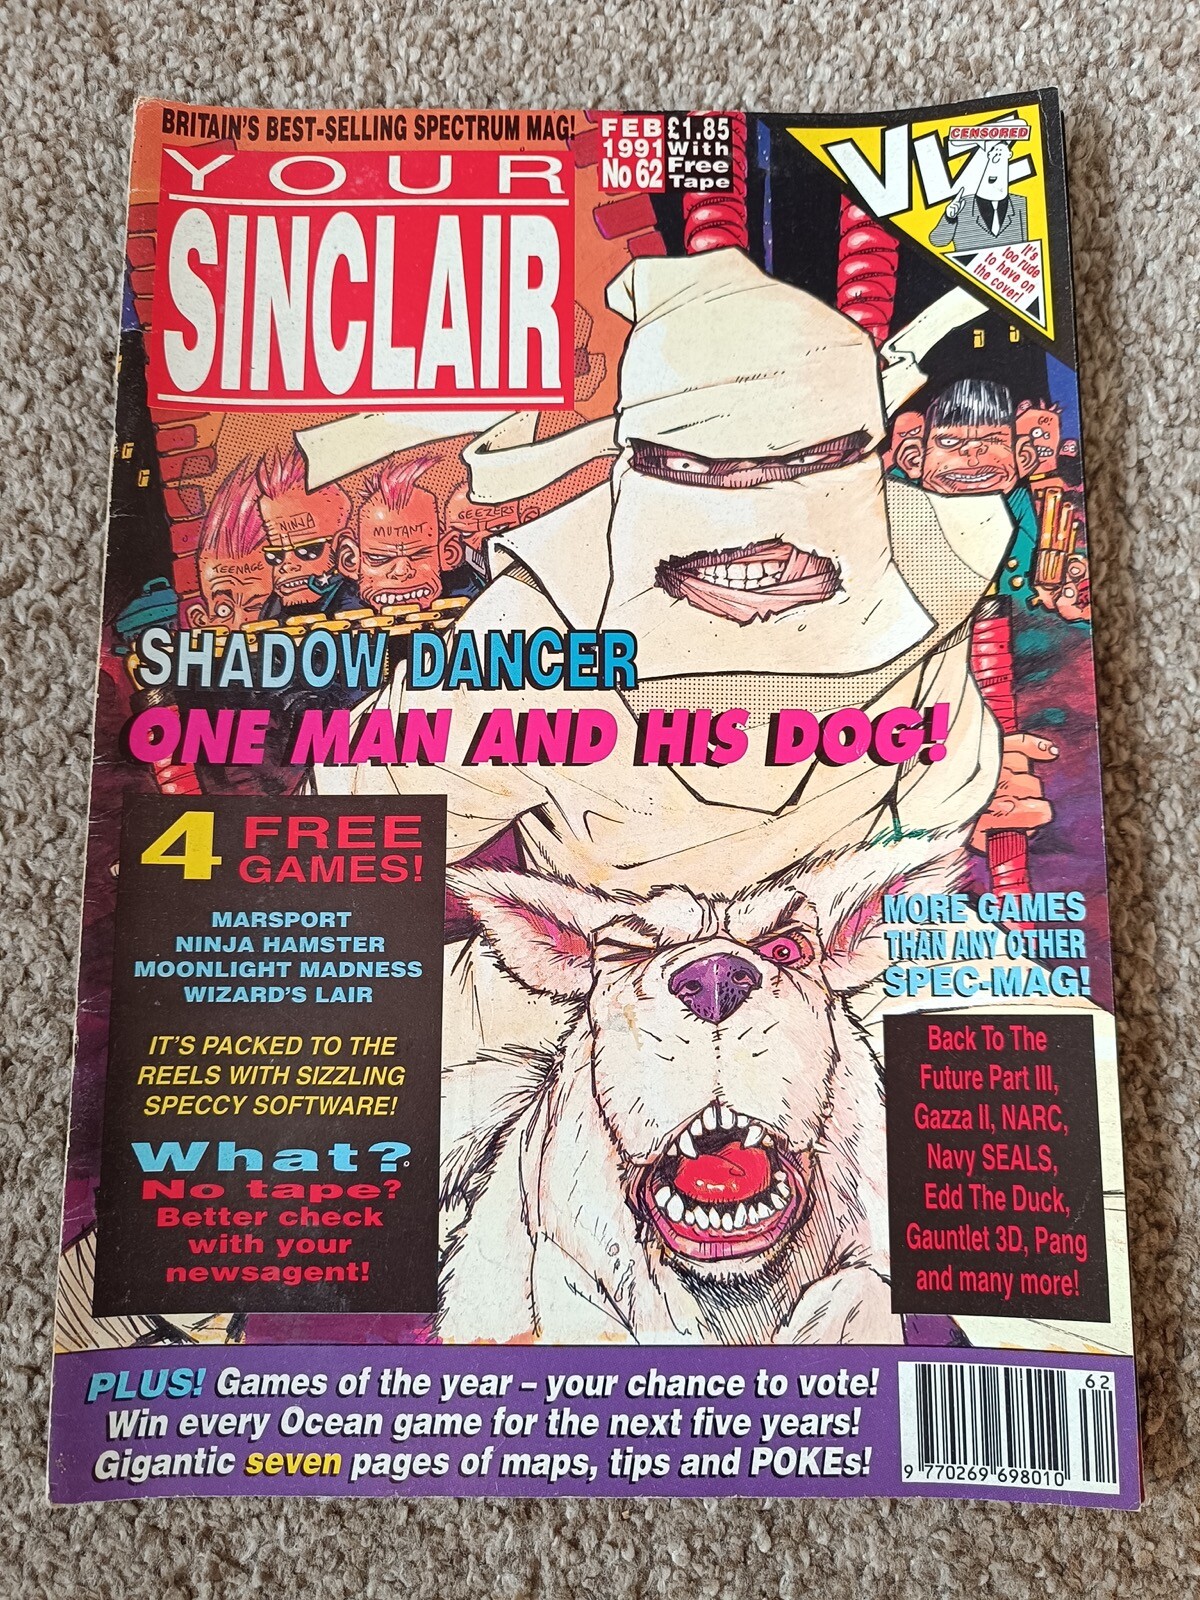 BRITAIN'S BEST-SELLING SPECTRUM MAG!
YOUR
SINCLAIR
FEB
1991
No 62
£1.85
With
Free
Tape
VIZ
CENSORED
It's
too rude
to have on
the cover!
TEENAGE
NINJA
MUTANT
GEEZERS
GO!
SHADOW DANCER
ONE MAN AND HIS DOG!
4 FREE
GAMES!
MARSPORT
NINJA HAMSTER
MOONLIGHT MADNESS
WIZARD'S LAIR
IT'S PACKED TO THE
REELS WITH SIZZLING
SPECCY SOFTWARE!
What?
No tape?
Better check
with your
newsagent!
MORE GAMES
THAN ANY OTHER
SPEC-MAG!
Back To The
Future Part III,
Gazza II, NARC,
Navy SEALS,
Edd The Duck,
Gauntlet 3D, Pang
and many more!
PLUS! Games of the year – your chance to vote!
Win every Ocean game for the next five years!
Gigantic seven pages of maps, tips and POKEs!
62
9 770269 698010